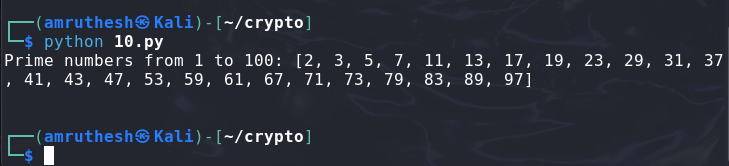 ┌──(amruthesh㉿Kali)-[~/crypto]
└─$ python 10.py
Prime numbers from 1 to 100: [2, 3, 5, 7, 11, 13, 17, 19, 23, 29, 31, 37
, 41, 43, 47, 53, 59, 61, 67, 71, 73, 79, 83, 89, 97]
┌──(amruthesh㉿Kali)-[~/crypto]
└─$